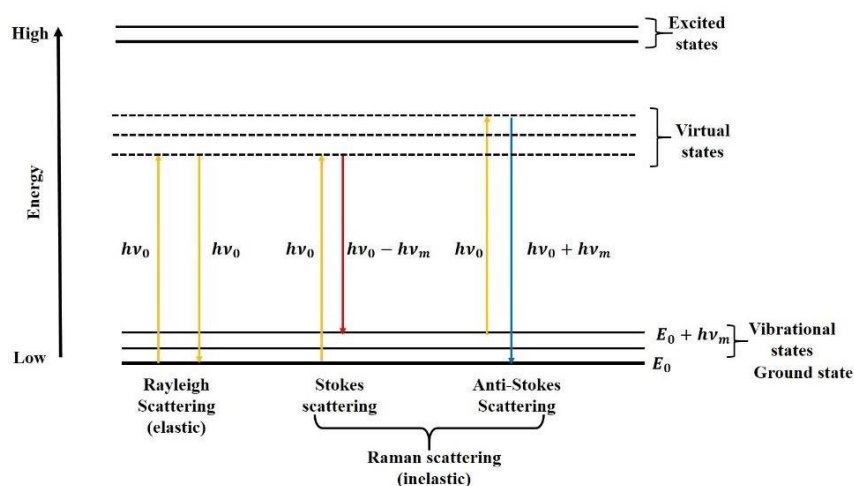 High
Excited
states
Virtual
states
Energy
hν₀
hν₀
hν₀
hν₀ − hνₘ
hν₀
hν₀ + hνₘ
E₀ + hνₘ
Vibrational
states
Low
E₀
Ground state
Rayleigh
Scattering
(elastic)
Stokes
scattering
Anti-Stokes
Scattering
Raman scattering
(inelastic)